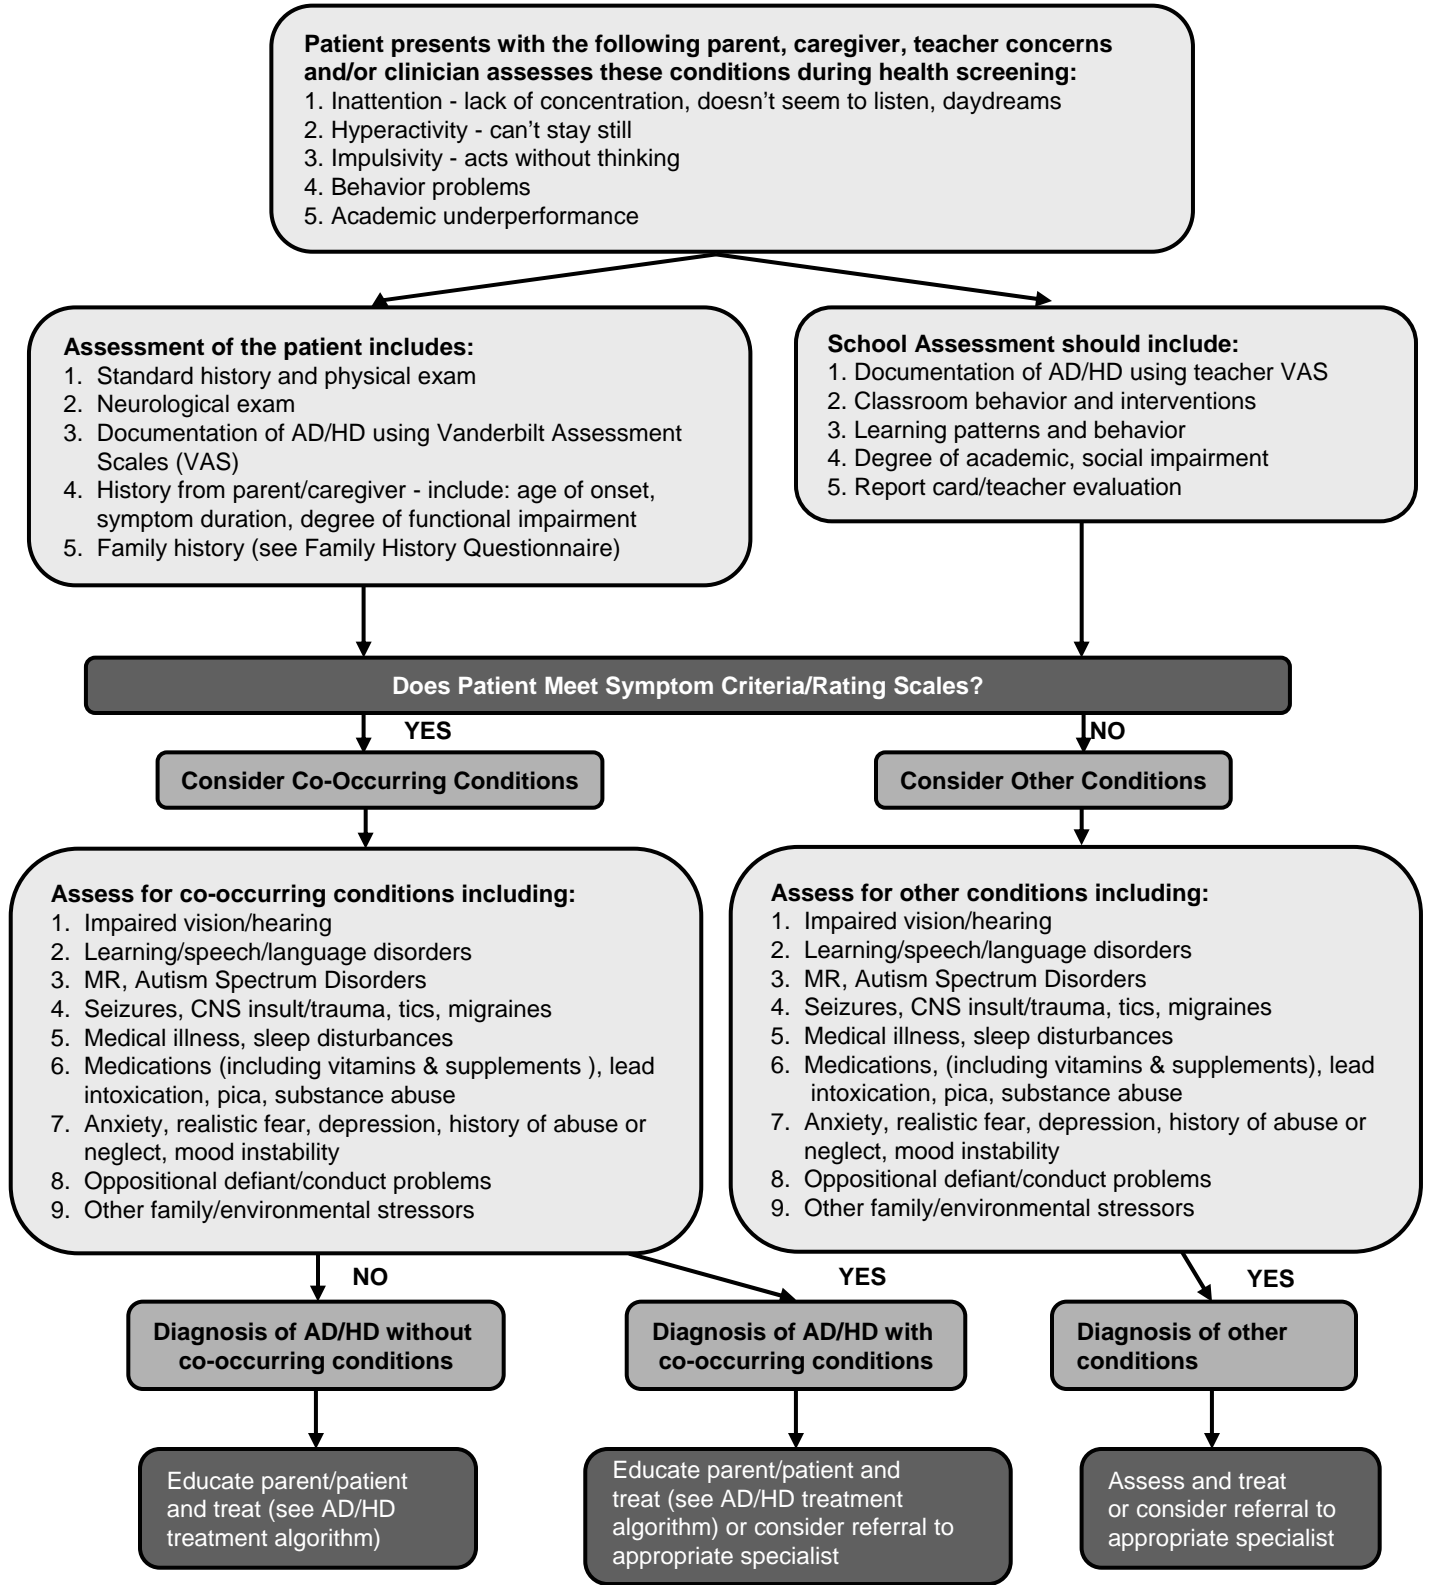 Patient presents with the following parent, caregiver, teacher concerns
and/or clinician assesses these conditions during health screening:
1. Inattention - lack of concentration, doesn't seem to listen, daydreams
2. Hyperactivity - can't stay still
3. Impulsivity - acts without thinking
4. Behavior problems
5. Academic underperformance
Assessment of the patient includes:
1. Standard history and physical exam
2. Neurological exam
3. Documentation of AD/HD using Vanderbilt Assessment
Scales (VAS)
4. History from parent/caregiver - include: age of onset,
symptom duration, degree of functional impairment
5. Family history (see Family History Questionnaire)
School Assessment should include:
1. Documentation of AD/HD using teacher VAS
2. Classroom behavior and interventions
3. Learning patterns and behavior
4. Degree of academic, social impairment
5. Report card/teacher evaluation
Does Patient Meet Symptom Criteria/Rating Scales?
YES
NO
Consider Co-Occurring Conditions
Consider Other Conditions
Assess for co-occurring conditions including:
1. Impaired vision/hearing
2. Learning/speech/language disorders
3. MR, Autism Spectrum Disorders
4. Seizures, CNS insult/trauma, tics, migraines
5. Medical illness, sleep disturbances
6. Medications (including vitamins & supplements ), lead
intoxication, pica, substance abuse
7. Anxiety, realistic fear, depression, history of abuse or
neglect, mood instability
8. Oppositional defiant/conduct problems
9. Other family/environmental stressors
Assess for other conditions including:
1. Impaired vision/hearing
2. Learning/speech/language disorders
3. MR, Autism Spectrum Disorders
4. Seizures, CNS insult/trauma, tics, migraines
5. Medical illness, sleep disturbances
6. Medications, (including vitamins & supplements), lead
intoxication, pica, substance abuse
7. Anxiety, realistic fear, depression, history of abuse or
neglect, mood instability
8. Oppositional defiant/conduct problems
9. Other family/environmental stressors
NO
YES
YES
Diagnosis of AD/HD without
co-occurring conditions
Diagnosis of AD/HD with
co-occurring conditions
Diagnosis of other
conditions
Educate parent/patient
and treat (see AD/HD
treatment algorithm)
Educate parent/patient and
treat (see AD/HD treatment
algorithm) or consider referral to
appropriate specialist
Assess and treat
or consider referral to
appropriate specialist